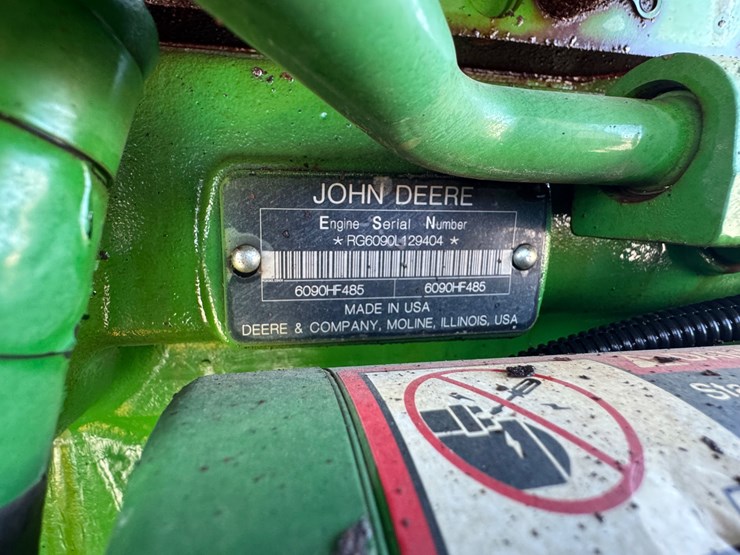 JOHN DEERE
Engine Serial Number
* RG6090L129404 *
6090HF485 6090HF485
MADE IN USA
DEERE & COMPANY, MOLINE, ILLINOIS, USA